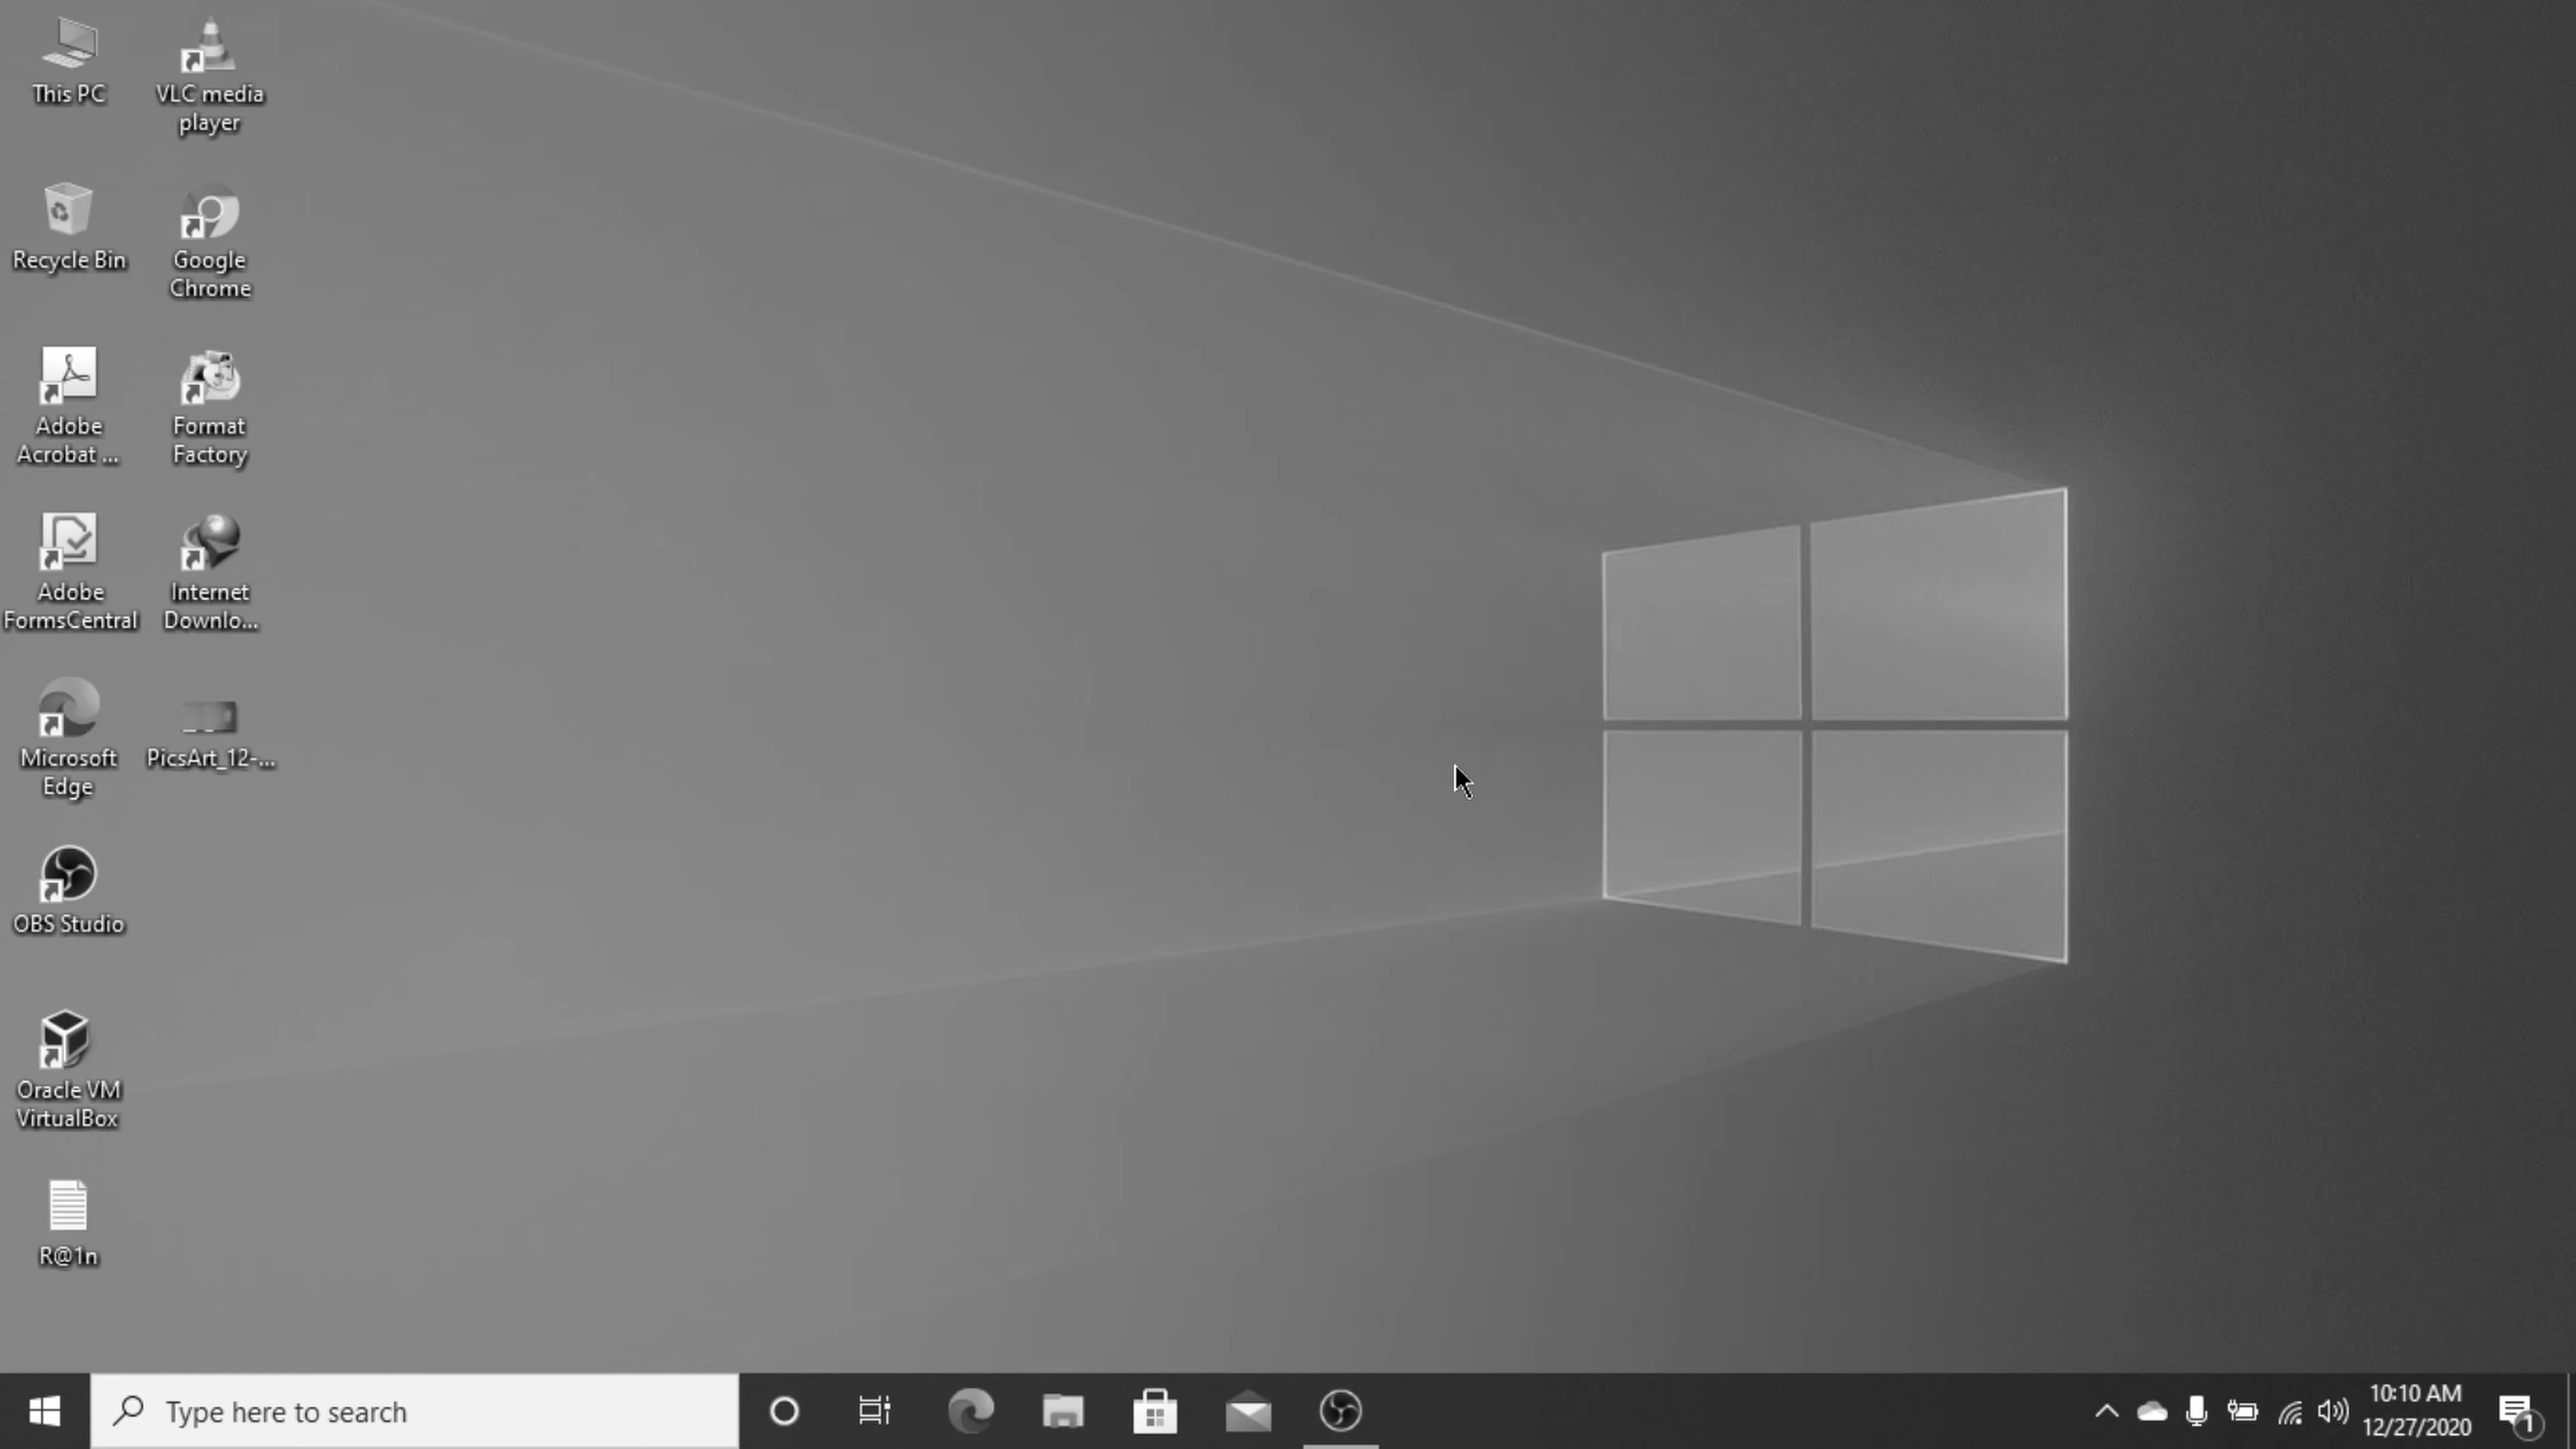 This PC
VLC media
player
Recycle Bin
Google
Chrome
Adobe
Acrobat ...
Format
Factory
Adobe
FormsCentral
Internet
Downlo...
Microsoft
Edge
PicsArt_12-...
OBS Studio
Oracle VM
VirtualBox
R@1n
Type here to search
10:10 AM
12/27/2020
1